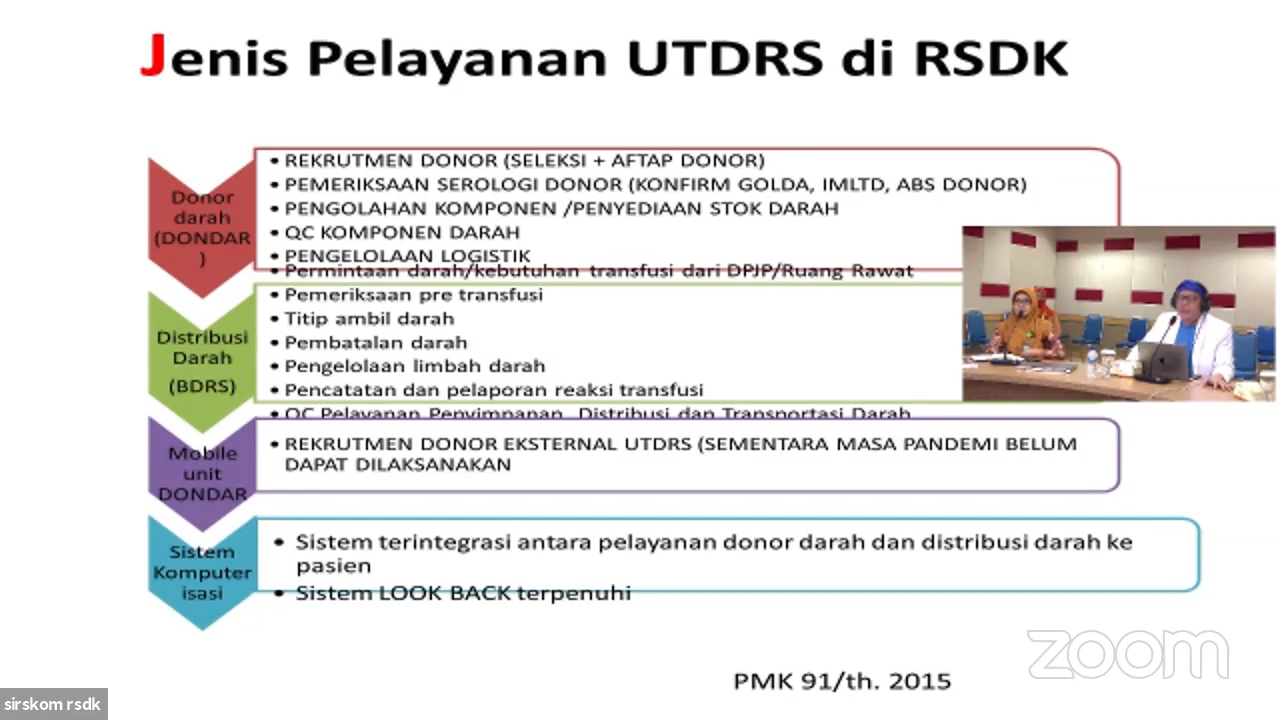 Jenis Pelayanan UTDRS di RSDK
Donor
darah
(DONDAR
)
• REKRUTMEN DONOR (SELEKSI + AFTAP DONOR)
• PEMERIKSAAN SEROLOGI DONOR (KONFIRM GOLDA, IMLTD, ABS DONOR)
• PENGOLAHAN KOMPONEN /PENYEDIAAN STOK DARAH
• QC KOMPONEN DARAH
• PENGELOLAAN LOGISTIK
Distribusi
Darah
(BDRS)
• Permintaan darah/kebutuhan transfusi dari DPJP/Ruang Rawat
• Pemeriksaan pre transfusi
• Titip ambil darah
• Pembatalan darah
• Pengelolaan limbah darah
• Pencatatan dan pelaporan reaksi transfusi
• QC Pelayanan Penyimpanan, Distribusi dan Transportasi Darah
Mobile
unit
DONDAR
• REKRUTMEN DONOR EKSTERNAL UTDRS (SEMENTARA MASA PANDEMI BELUM
DAPAT DILAKSANAKAN
Sistem
Komputer
isasi
• Sistem terintegrasi antara pelayanan donor darah dan distribusi darah ke
pasien
• Sistem LOOK BACK terpenuhi
PMK 91/th. 2015
zoom
sirskom rsdk